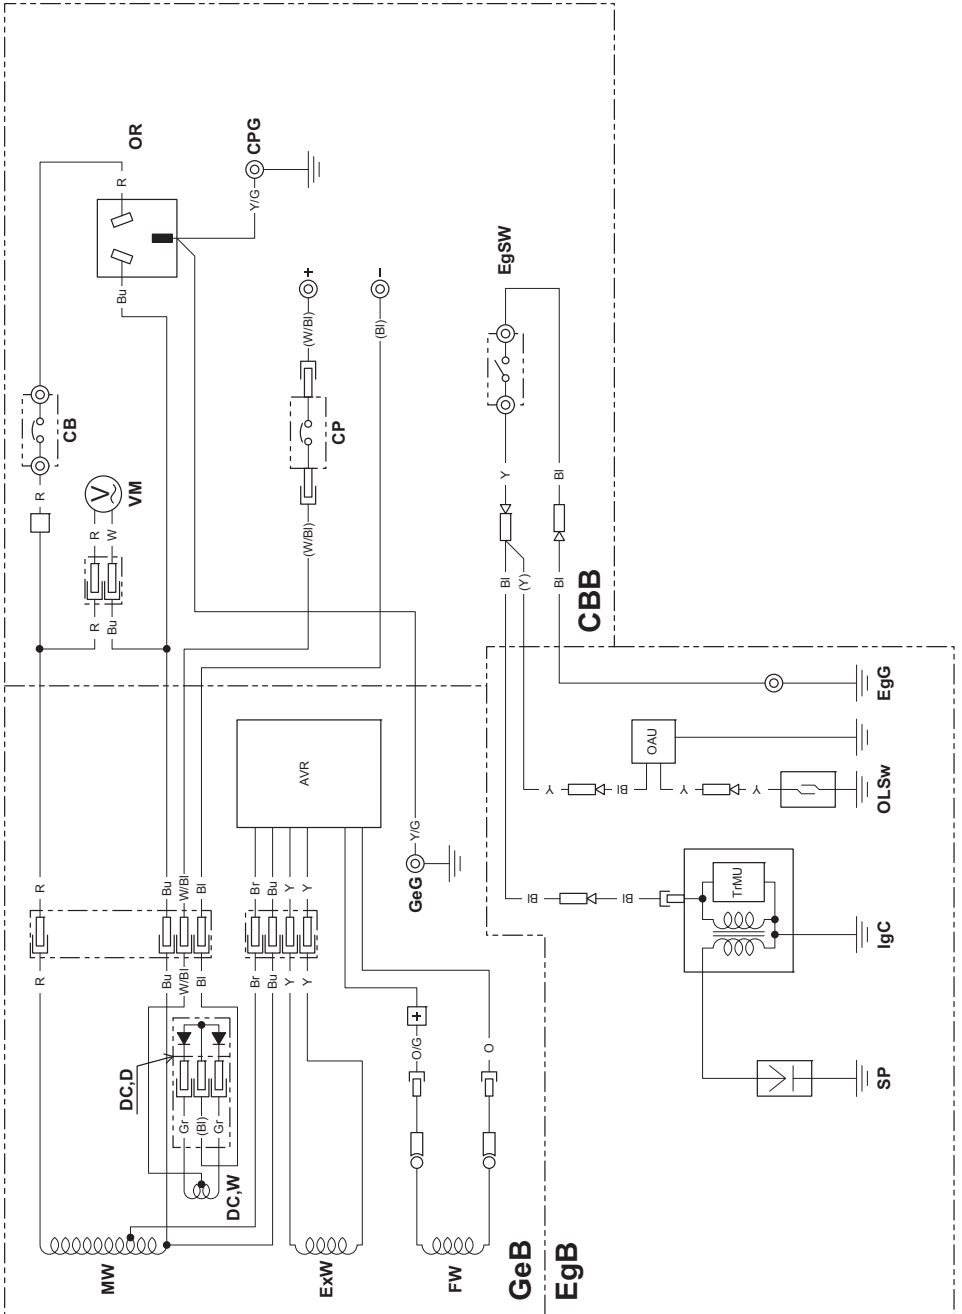 OR
R
CPG
Y/G
Bu
EgSW
+
-
(W/Bl)
(Bl)
CB
CP
R
V
VM
R
W
(W/Bl)
Y
Bl
R
Bu
Bl
(Y)
Bl
CBB
AVR
OAU
EgG
Y
Bl
Y
Y
OLSw
Y/G
GeG
R
Bu
W/Bl
Bl
Br
Bu
Y
Y
Bl
Bl
TrMU
IgC
R
Bu
W/Bl
Bl
Br
Bu
Y
Y
+
O/G
O
DC,D
Gr
(Bl)
Gr
SP
DC,W
MW
ExW
FW
GeB
EgB